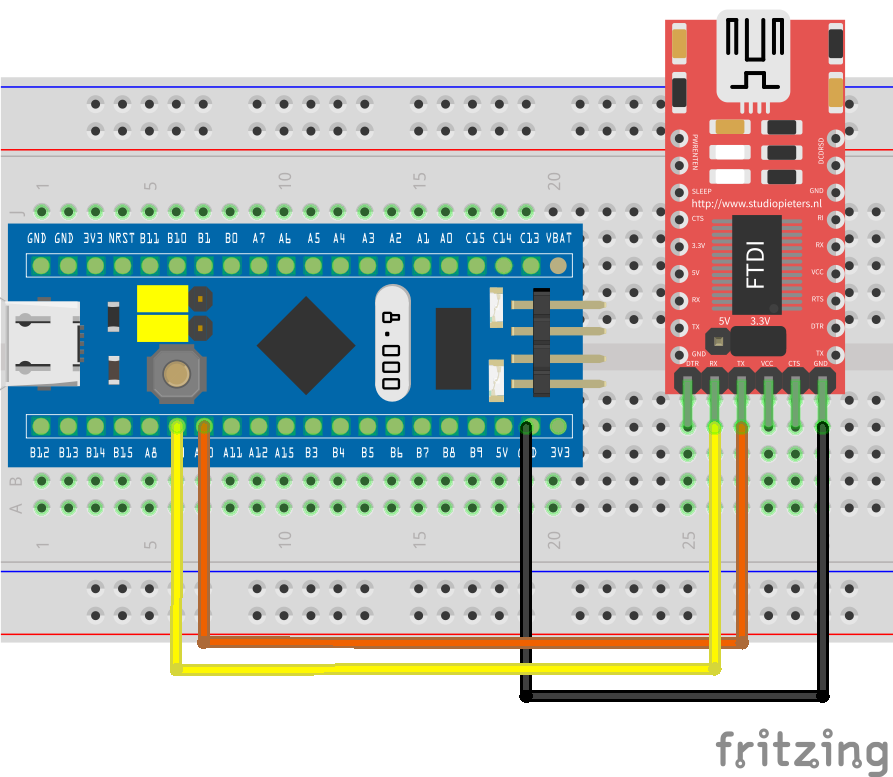 PWRENTEN
DCDRSD
1 5 10 15 20
SLEEP GND
http://www.studiopieters.nl
J
CTS RI
GND GND 3V3 NRST B11 B10 B1 B0 A7 A6 A5 A4 A3 A2 A1 A0 C15 C14 C13 VBAT
3.3V RX
FTDI
5V VCC
RX RTS
8.000
5V 3.3V
TX DTR
GND TX
DTR RX TX VCC CTS GND
B12 B13 B14 B15 A8 A11 A12 A15 B3 B4 B5 B6 B7 B8 B9 5V 3V3
B
A
1 5 10 15 20 25
fritzing